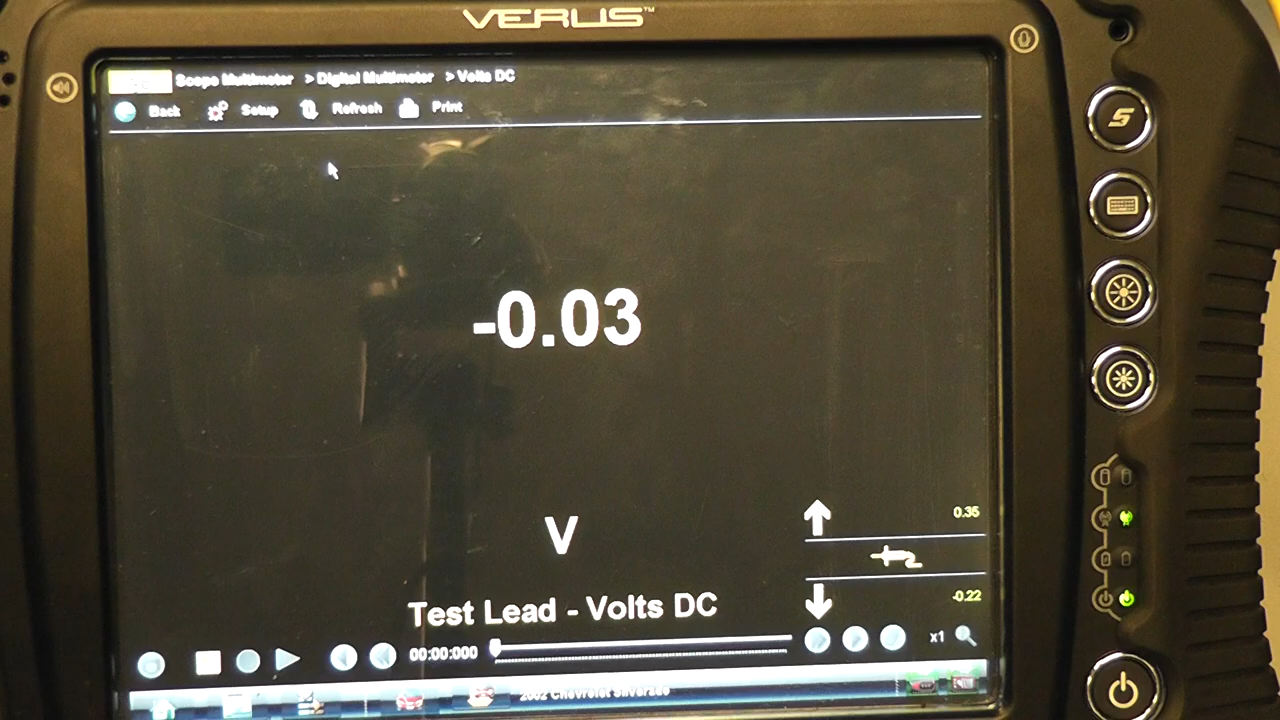 VERUS™
Scope Multimeter > Digital Multimeter > Volts DC
Back Setup Refresh Print
-0.03
V
0.35
-0.22
Test Lead - Volts DC
00:00:000 x1
2002 Chevrolet Silverado